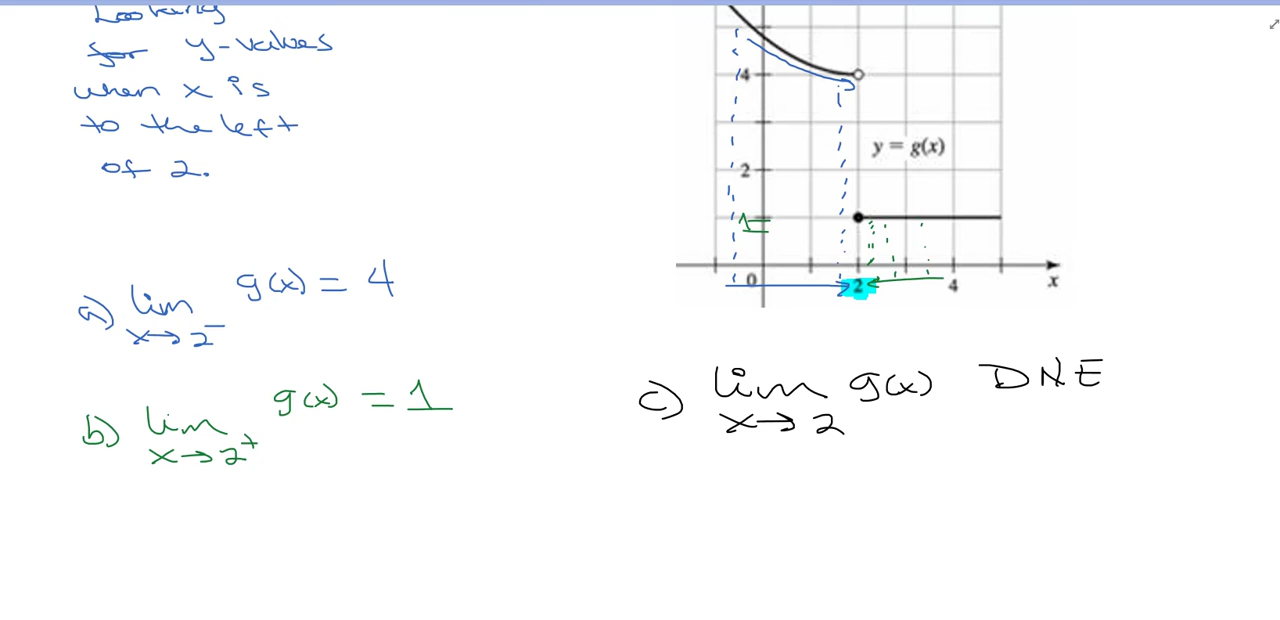 Looking
for y-values
when x is
to the left
of 2.
4
y = g(x)
2
1
0 2 4 x
a) lim g(x) = 4
x→2⁻
b) lim g(x) = 1
x→2⁺
c) lim g(x) DNE
x→2